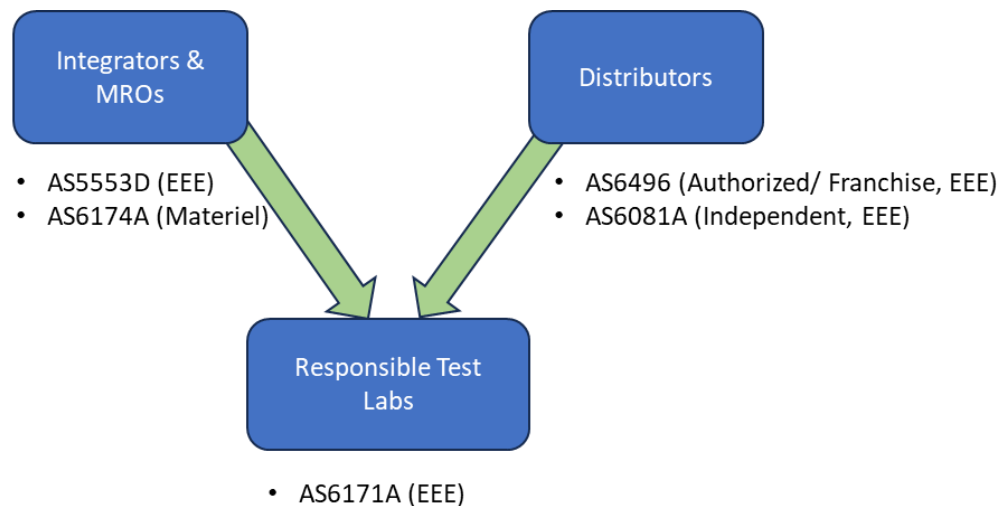 Integrators &
MROs
Distributors
• AS5553D (EEE)
• AS6174A (Materiel)
• AS6496 (Authorized/ Franchise, EEE)
• AS6081A (Independent, EEE)
Responsible Test
Labs
• AS6171A (EEE)